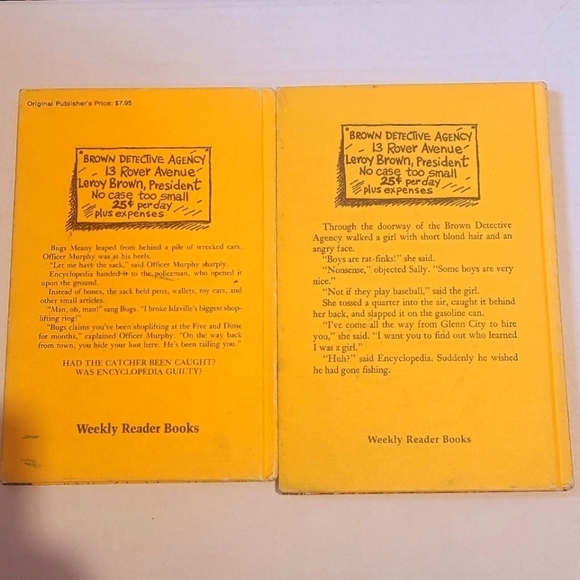 Original Publisher's Price: $7.95
BROWN DETECTIVE AGENCY
13 Rover Avenue
Leroy Brown, President
No case too small
25¢ per day
plus expenses
Bugs Meany leaped from behind a pile of wrecked cars.
Officer Murphy was at his heels.
"Let me have the sack," said Officer Murphy sharply.
Encyclopedia handed it to the policeman, who opened it
upon the ground.
Instead of bones, the sack held pens, wallets, toy cars, and
other small articles.
"Man, oh, man!" sang Bugs. "I broke Idaville's biggest shop-
lifting ring!"
"Bugs claims you've been shoplifting at the Five and Dime
for months," explained Officer Murphy. "On the way back
from town, you hide your loot here. He's been tailing you."
HAD THE CATCHER BEEN CAUGHT?
WAS ENCYCLOPEDIA GUILTY?
Weekly Reader Books
BROWN DETECTIVE AGENCY
13 Rover Avenue
Leroy Brown, President
No case too small
25¢ per day
plus expenses
Through the doorway of the Brown Detective
Agency walked a girl with short blond hair and an
angry face.
"Boys are rat-finks!" she said.
"Nonsense," objected Sally. "Some boys are very
nice."
"Not if they play baseball," said the girl.
She tossed a quarter into the air, caught it behind
her back, and slapped it on the gasoline can.
"I've come all the way from Glenn City to hire
you," she said. "I want you to find out who learned
I was a girl."
"Huh?" said Encyclopedia. Suddenly he wished
he had gone fishing.
Weekly Reader Books